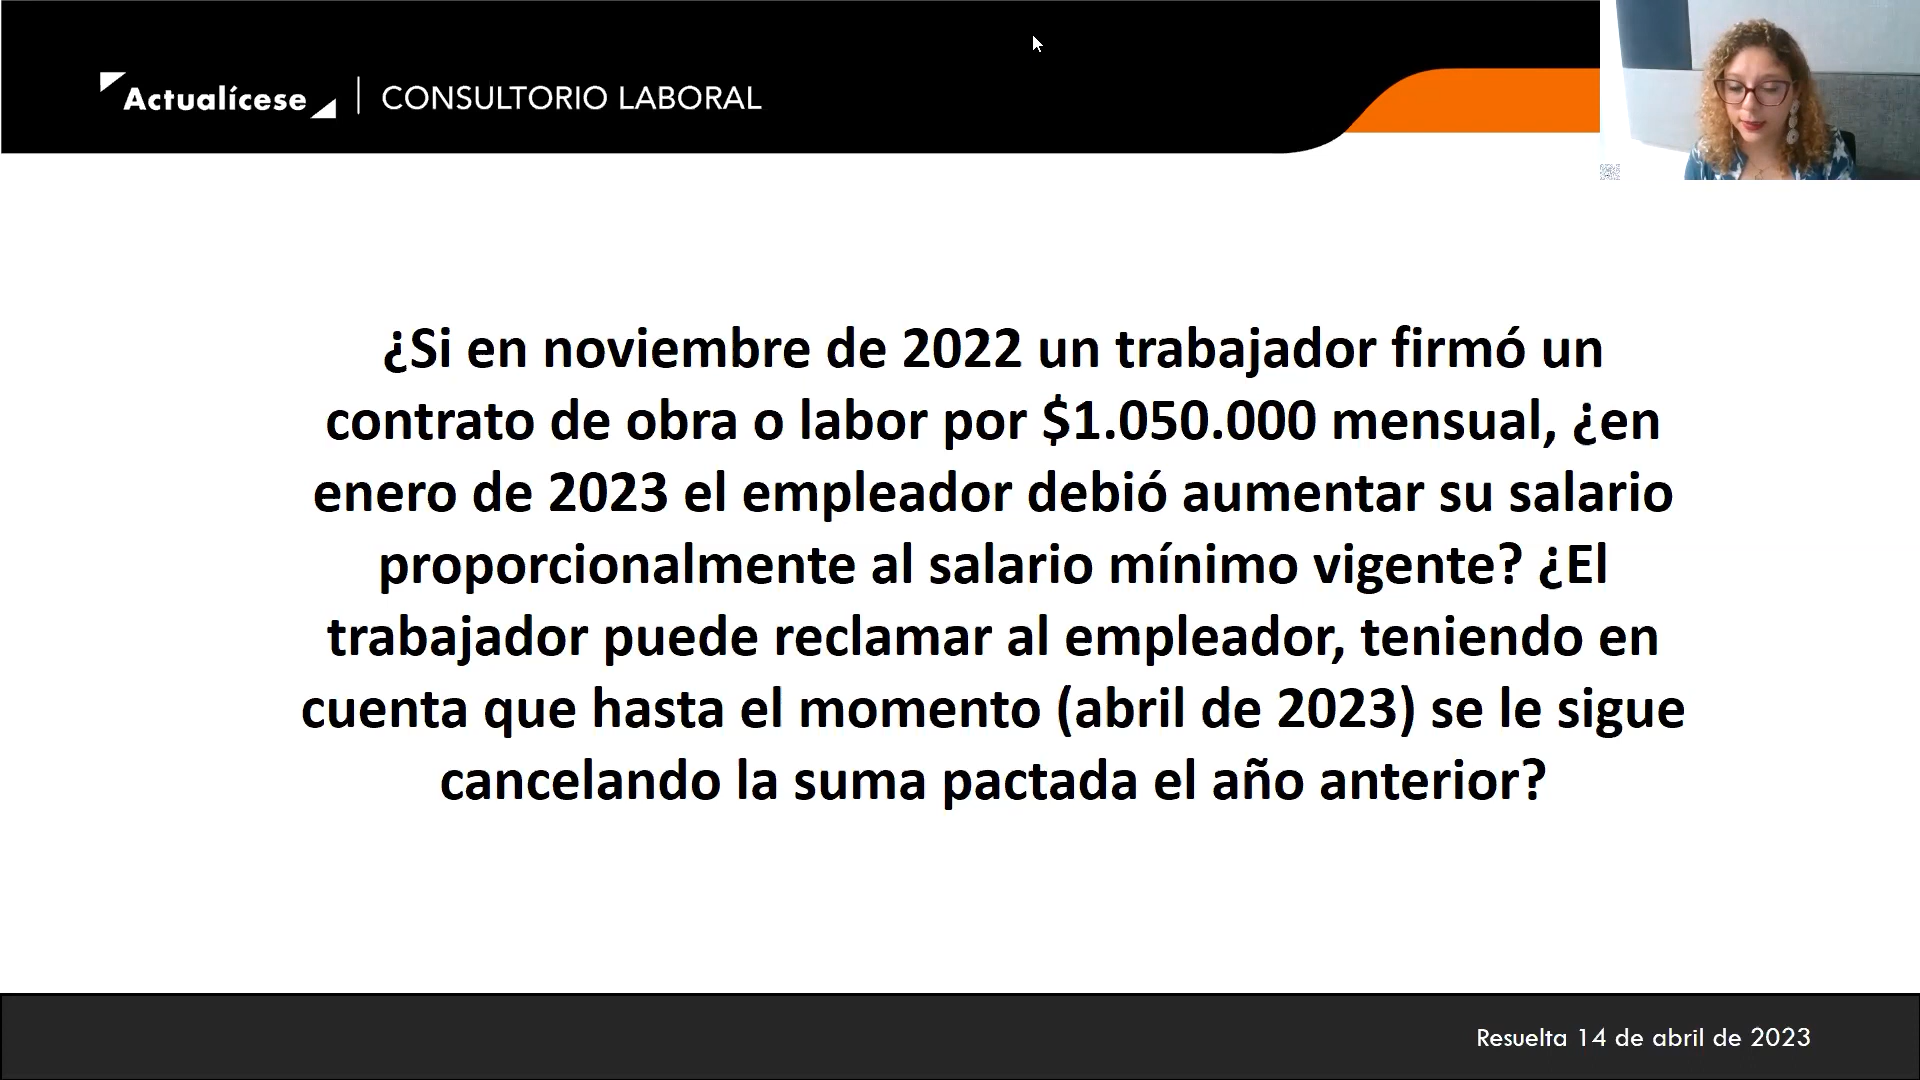 Actualícese | CONSULTORIO LABORAL
¿Si en noviembre de 2022 un trabajador firmó un
contrato de obra o labor por $1.050.000 mensual, ¿en
enero de 2023 el empleador debió aumentar su salario
proporcionalmente al salario mínimo vigente? ¿El
trabajador puede reclamar al empleador, teniendo en
cuenta que hasta el momento (abril de 2023) se le sigue
cancelando la suma pactada el año anterior?
Resuelta 14 de abril de 2023